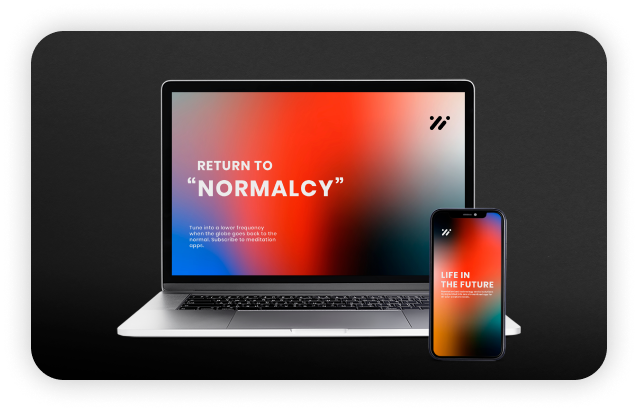 RETURN TO
“NORMALCY”
Tune into a lower frequency
when the globe goes back to the
normal. Subscribe to meditation
apps.
LIFE IN
THE FUTURE